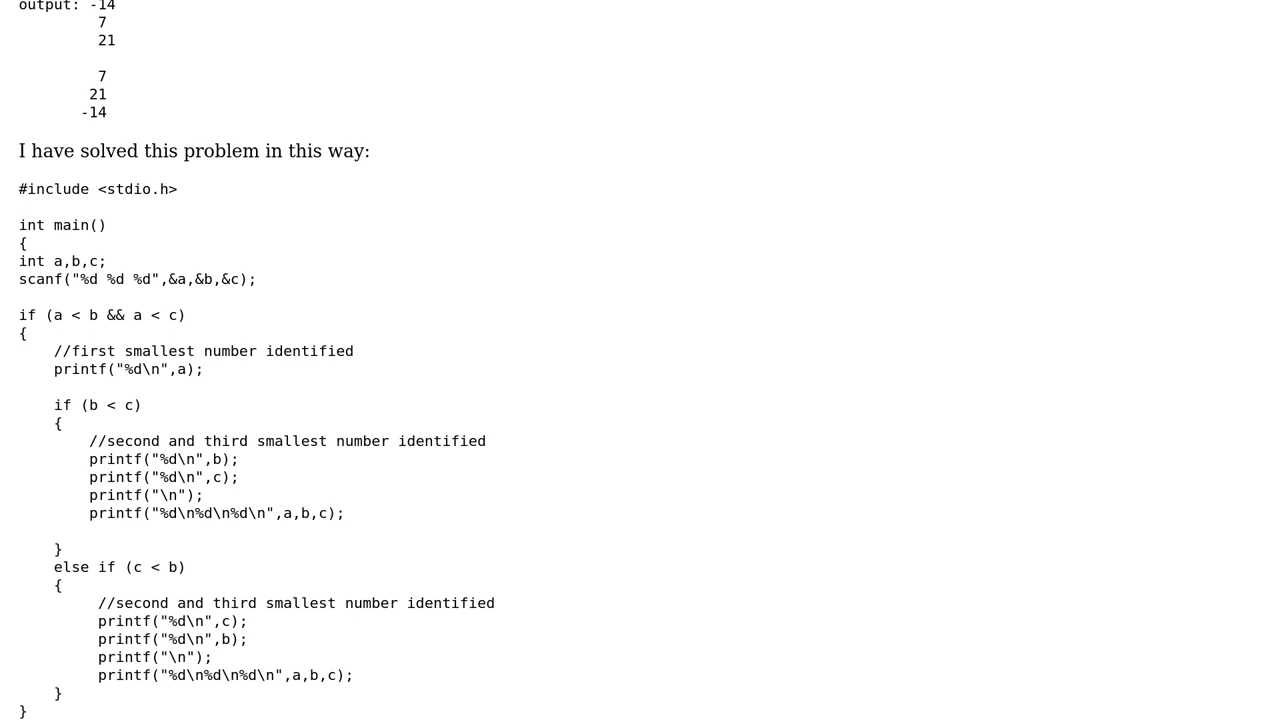 output: -14
7
21
7
21
-14
I have solved this problem in this way:
#include <stdio.h>
int main()
{
int a,b,c;
scanf("%d %d %d",&a,&b,&c);
if (a < b && a < c)
{
//first smallest number identified
printf("%d\n",a);
if (b < c)
{
//second and third smallest number identified
printf("%d\n",b);
printf("%d\n",c);
printf("\n");
printf("%d\n%d\n%d\n",a,b,c);
}
else if (c < b)
{
//second and third smallest number identified
printf("%d\n",c);
printf("%d\n",b);
printf("\n");
printf("%d\n%d\n%d\n",a,b,c);
}
}